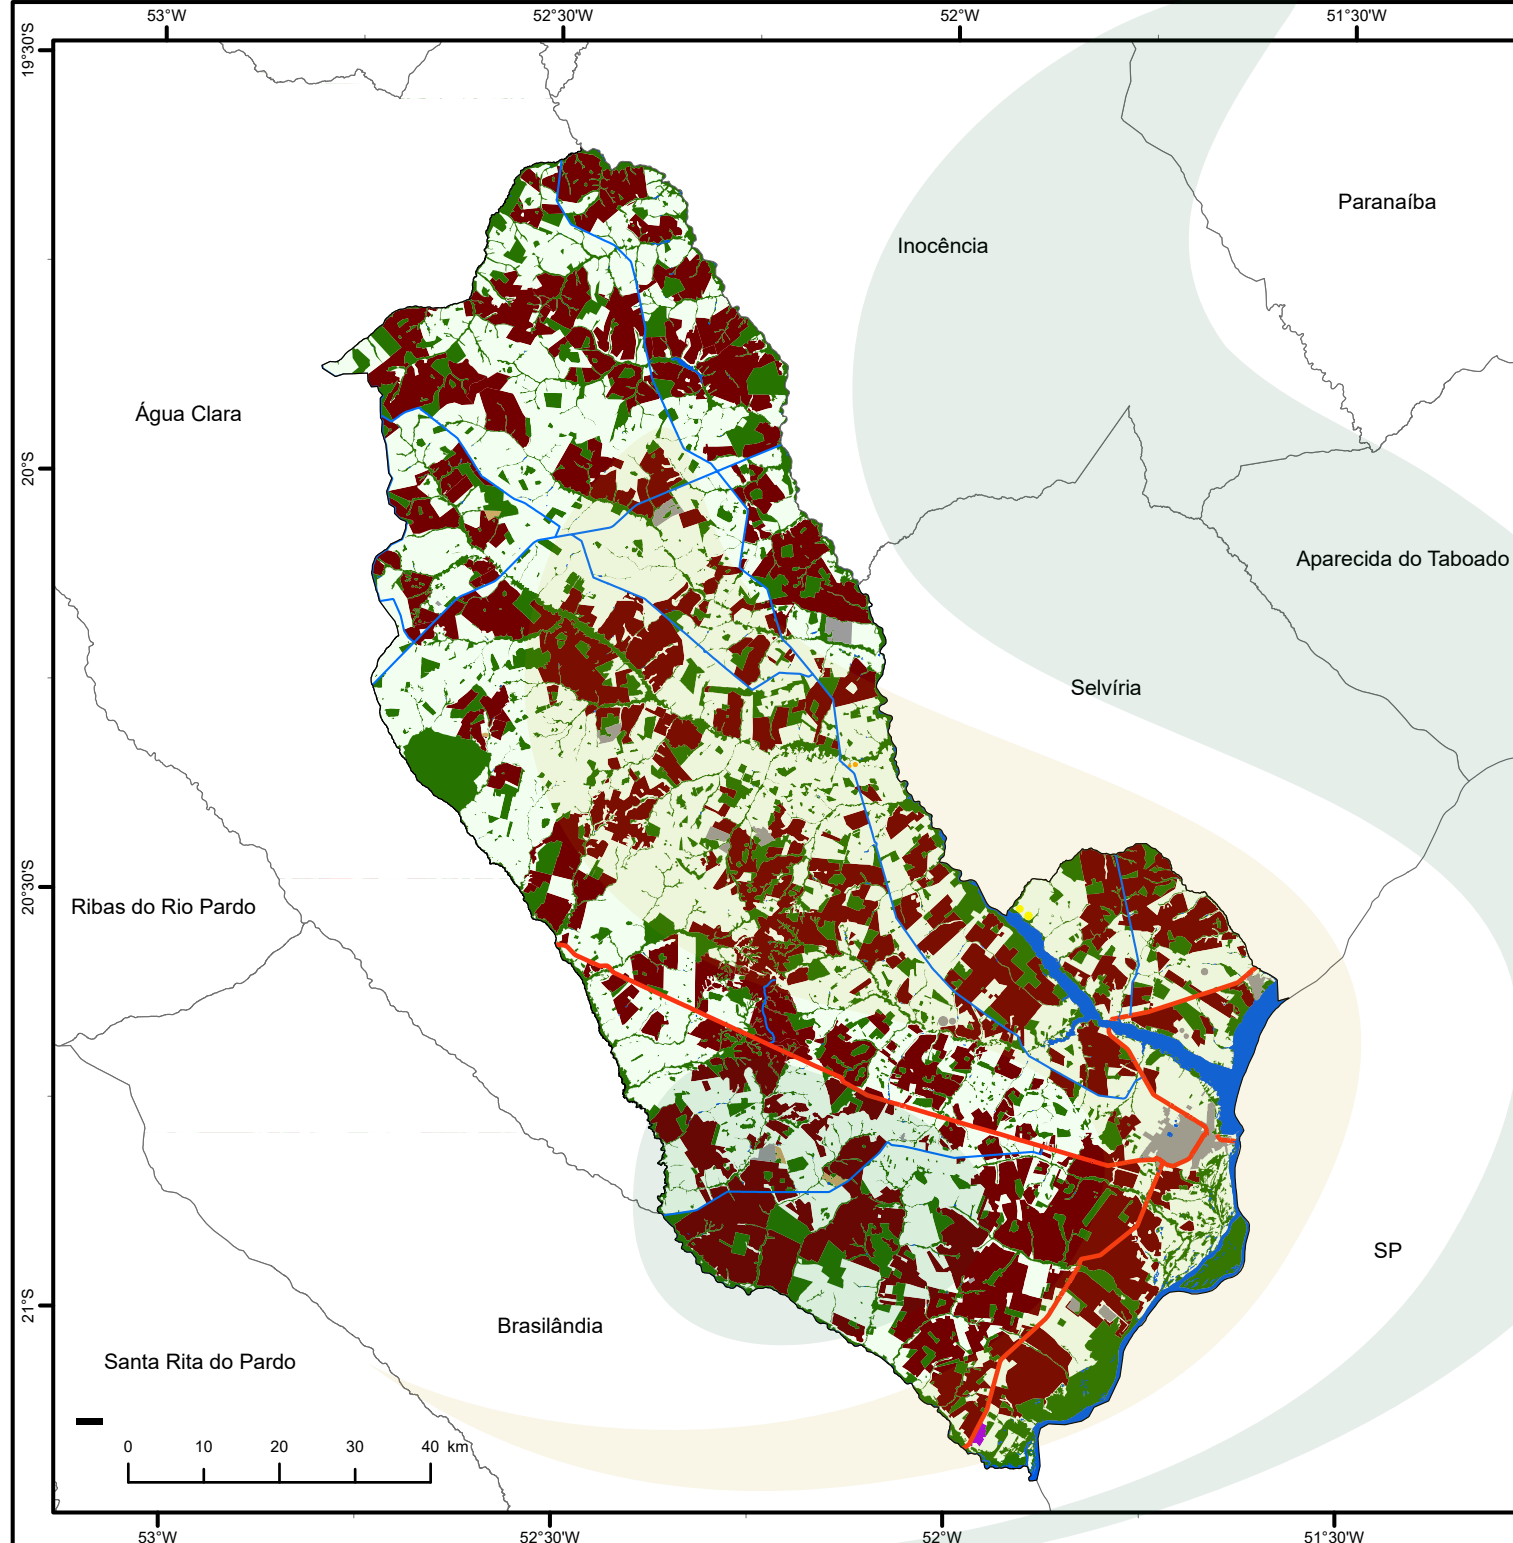 53°W 52°30'W 52°W 51°30'W
19°30'S
Paranaíba
Inocência
Água Clara
20°S
Aparecida do Taboado
Selvíria
20°30'S
Ribas do Rio Pardo
SP
21°S
Brasilândia
Santa Rita do Pardo
0 10 20 30 40 km
53°W 52°30'W 52°W 51°30'W